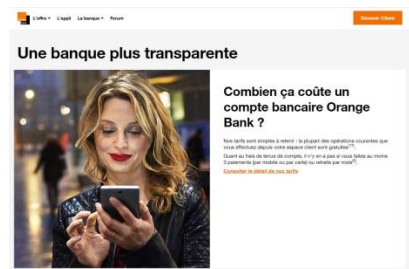 L'offre L'appli La banque Forum
Devenir Client
Une banque plus transparente
Combien ça coûte un
compte bancaire Orange
Bank ?
Nos tarifs sont simples à retenir : la plupart des opérations courantes que
vous effectuez depuis votre espace client sont gratuites
Quant au frais de tenue de compte, il n'y en a pas si vous faites au moins
3 paiements (par mobile ou par carte) ou retraits par mois
Consulter le détail de nos tarifs